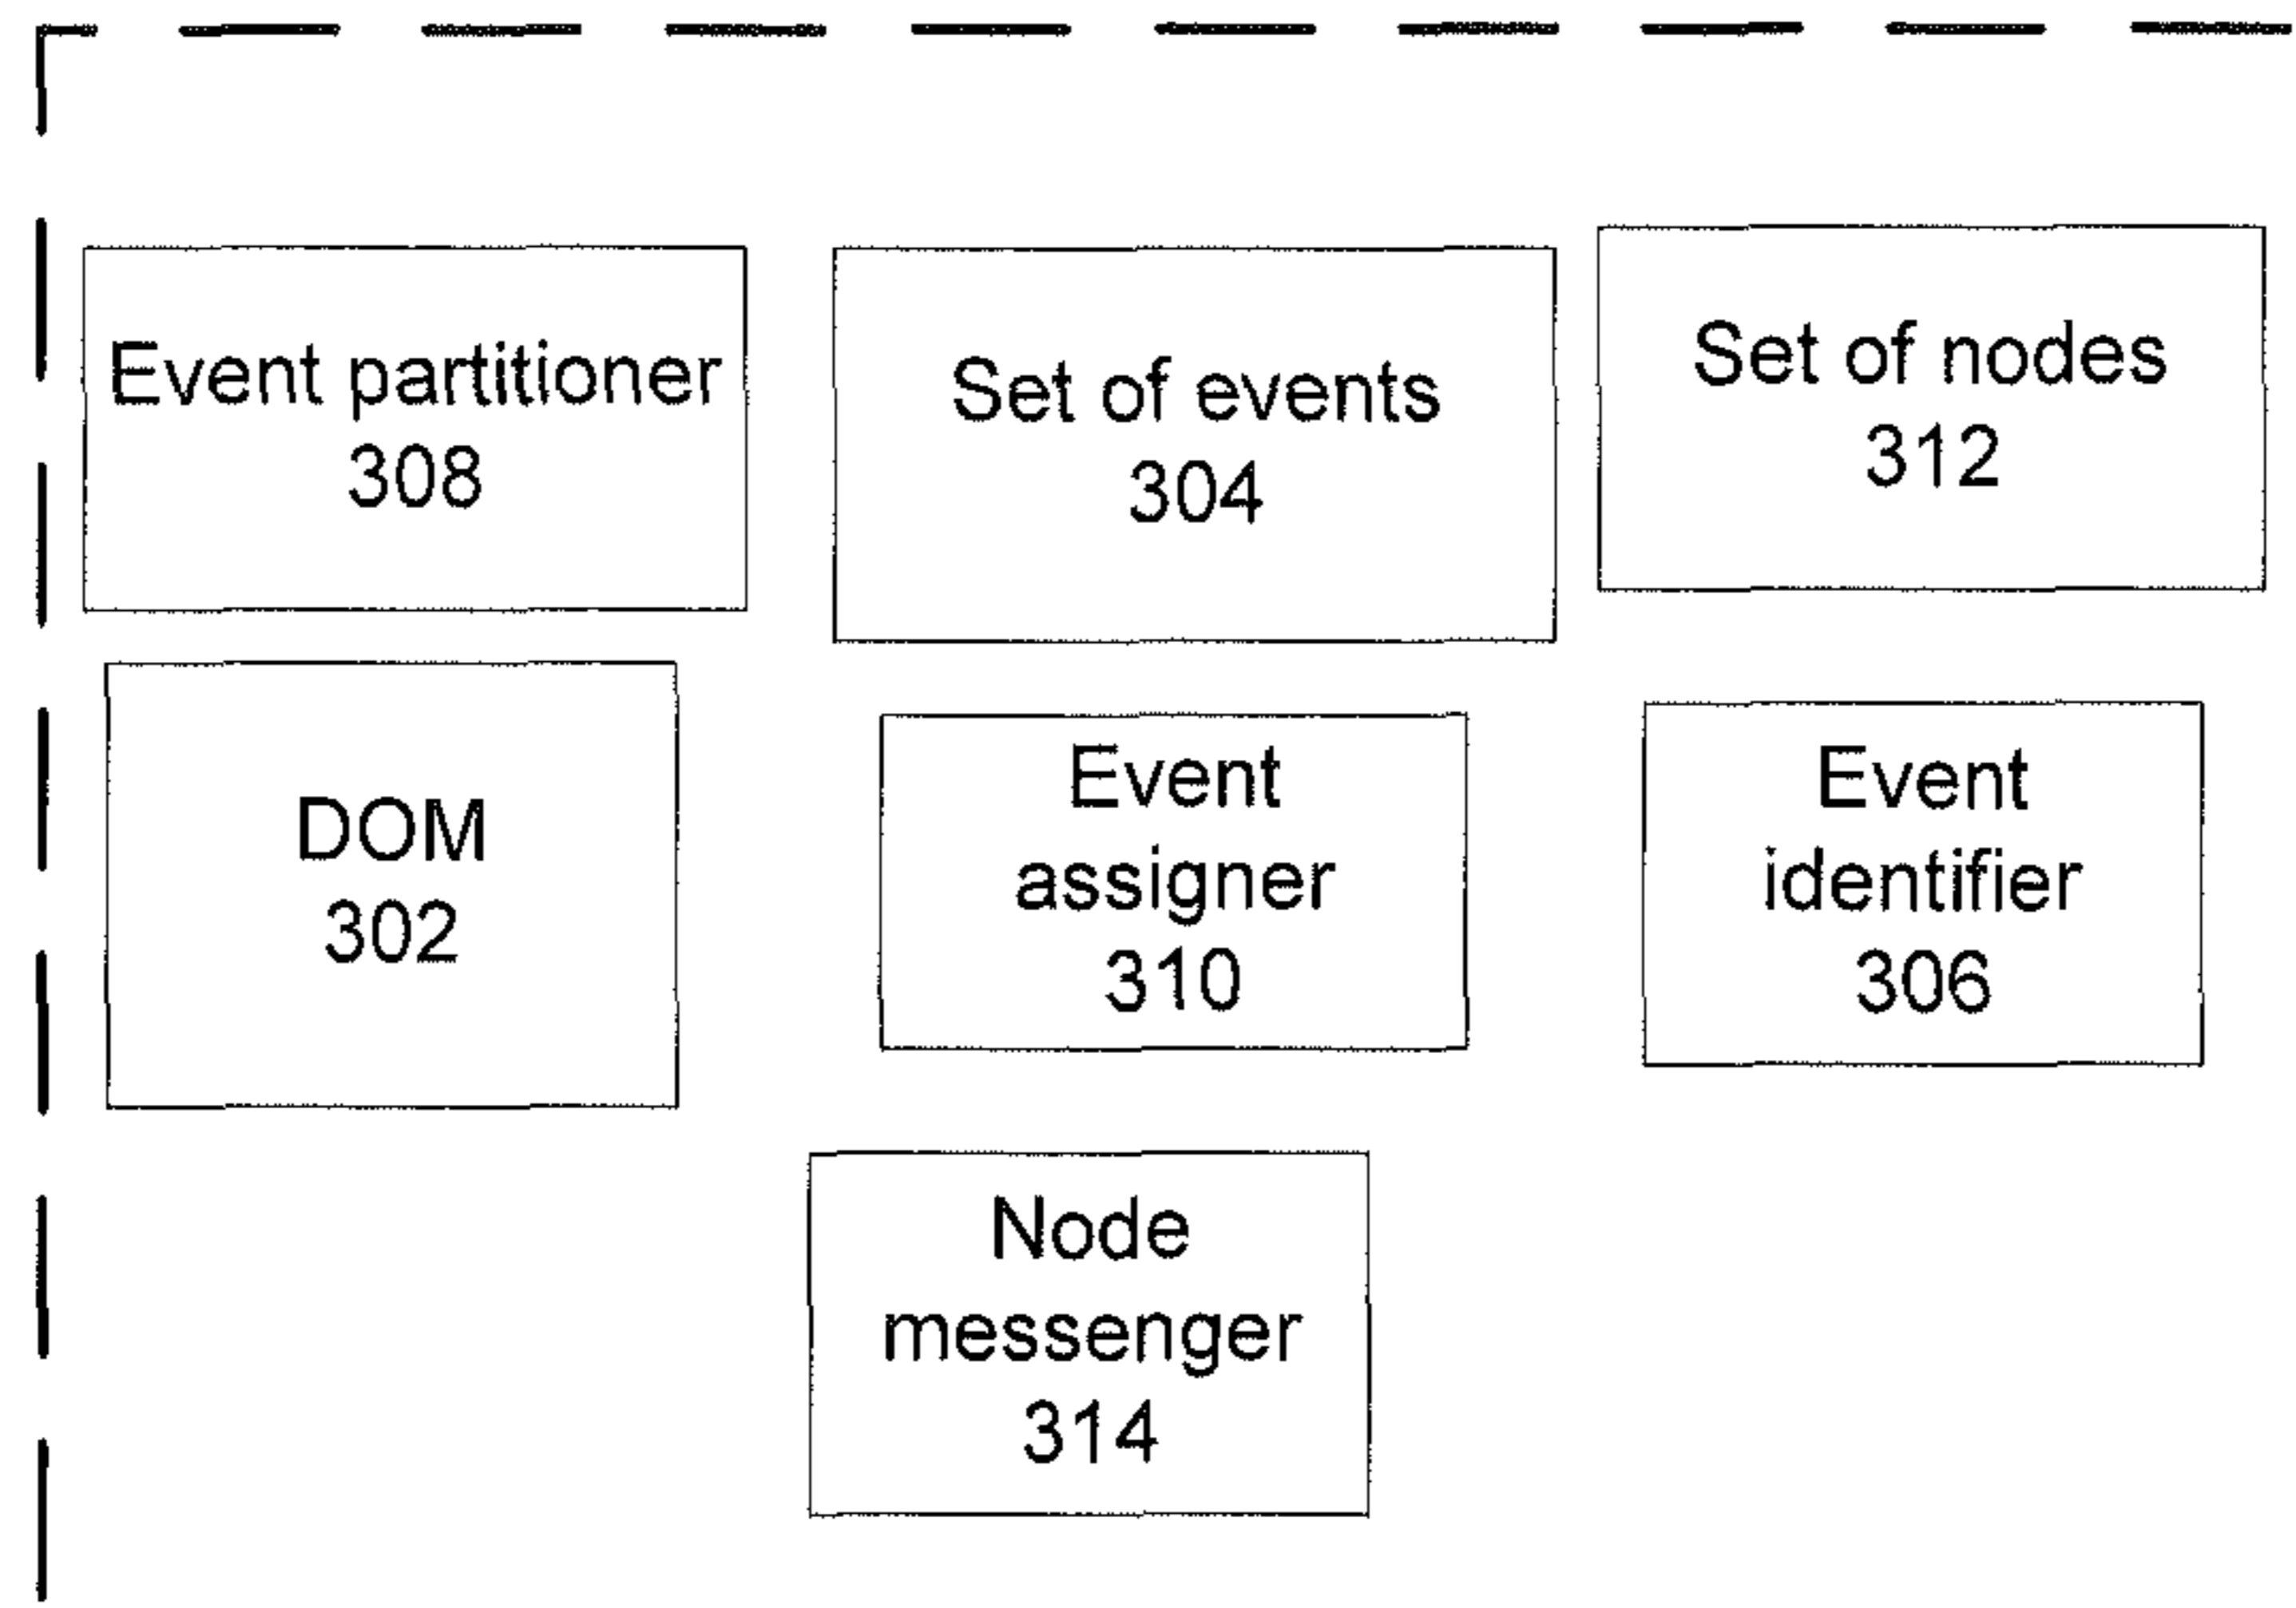 Event partitioner
308
Set of events
304
Set of nodes
312
DOM
302
Event
assigner
310
Event
identifier
306
Node
messenger
314